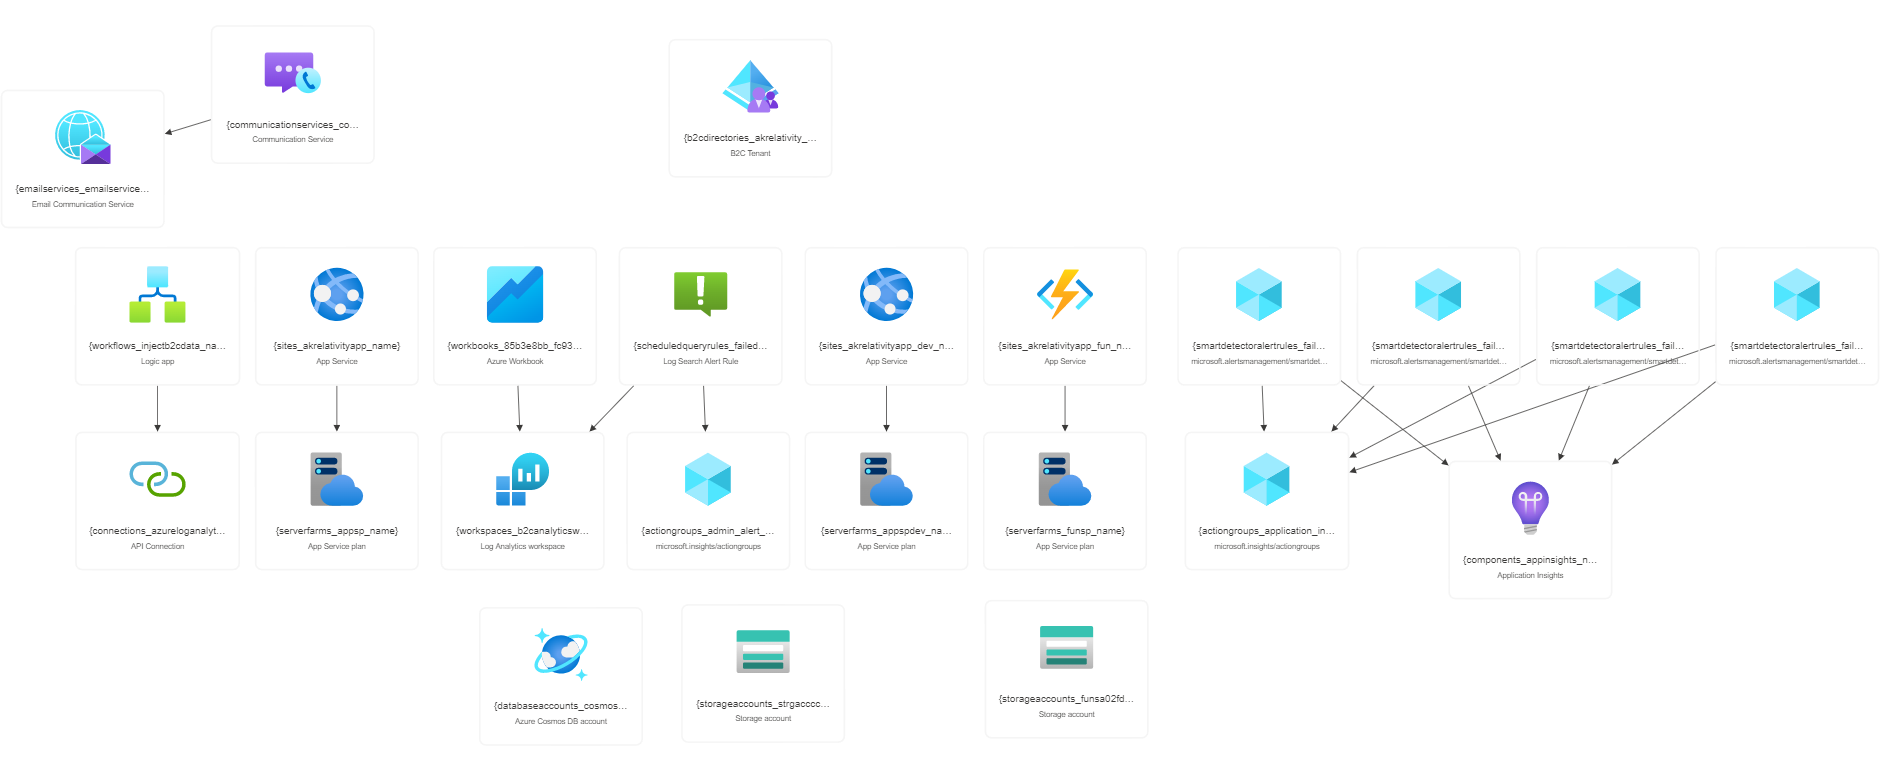 {communicationservices_co...
Communication Service
{b2cdirectories_akrelativity_...
B2C Tenant
{emailservices_emailservice...
Email Communication Service
{workflows_injectb2cdata_na...
Logic app
{sites_akrelativityapp_name}
App Service
{workbooks_85b3e8bb_fc93...
Azure Workbook
{scheduledqueryrules_failed...
Log Search Alert Rule
{sites_akrelativityapp_dev_n...
App Service
{sites_akrelativityapp_fun_n...
App Service
{smartdetectoralertrules_fail...
microsoft.alertsmanagement/smartdet...
{smartdetectoralertrules_fail...
microsoft.alertsmanagement/smartdet...
{smartdetectoralertrules_fail...
microsoft.alertsmanagement/smartdet...
{smartdetectoralertrules_fail...
microsoft.alertsmanagement/smartdet...
{connections_azureloganalyt...
API Connection
{serverfarms_appsp_name}
App Service plan
{workspaces_b2canalyticsw...
Log Analytics workspace
{actiongroups_admin_alert_...
microsoft.insights/actiongroups
{serverfarms_appspdev_na...
App Service plan
{serverfarms_funsp_name}
App Service plan
{actiongroups_application_in...
microsoft.insights/actiongroups
{components_appinsights_n...
Application Insights
{databaseaccounts_cosmos...
Azure Cosmos DB account
{storageaccounts_strgacccc...
Storage account
{storageaccounts_funsa02fd...
Storage account